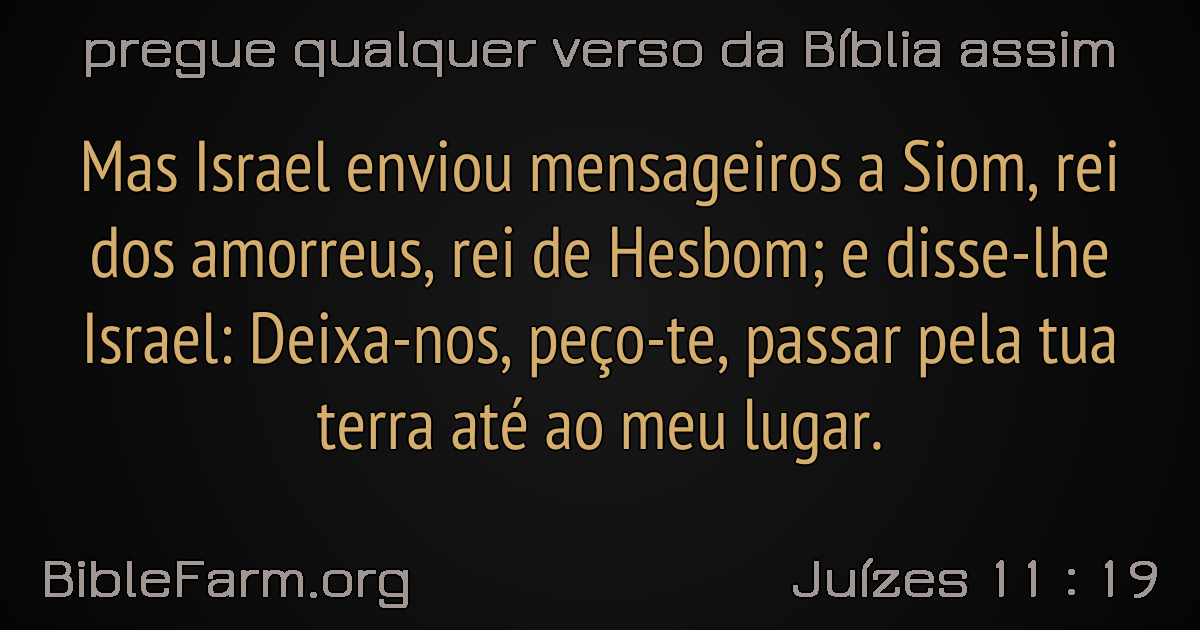 pregue qualquer verso da Bíblia assim
Mas Israel enviou mensageiros a Siom, rei
dos amorreus, rei de Hesbom; e disse-lhe
Israel: Deixa-nos, peço-te, passar pela tua
terra até ao meu lugar.
BibleFarm.org
Juízes 11 : 19